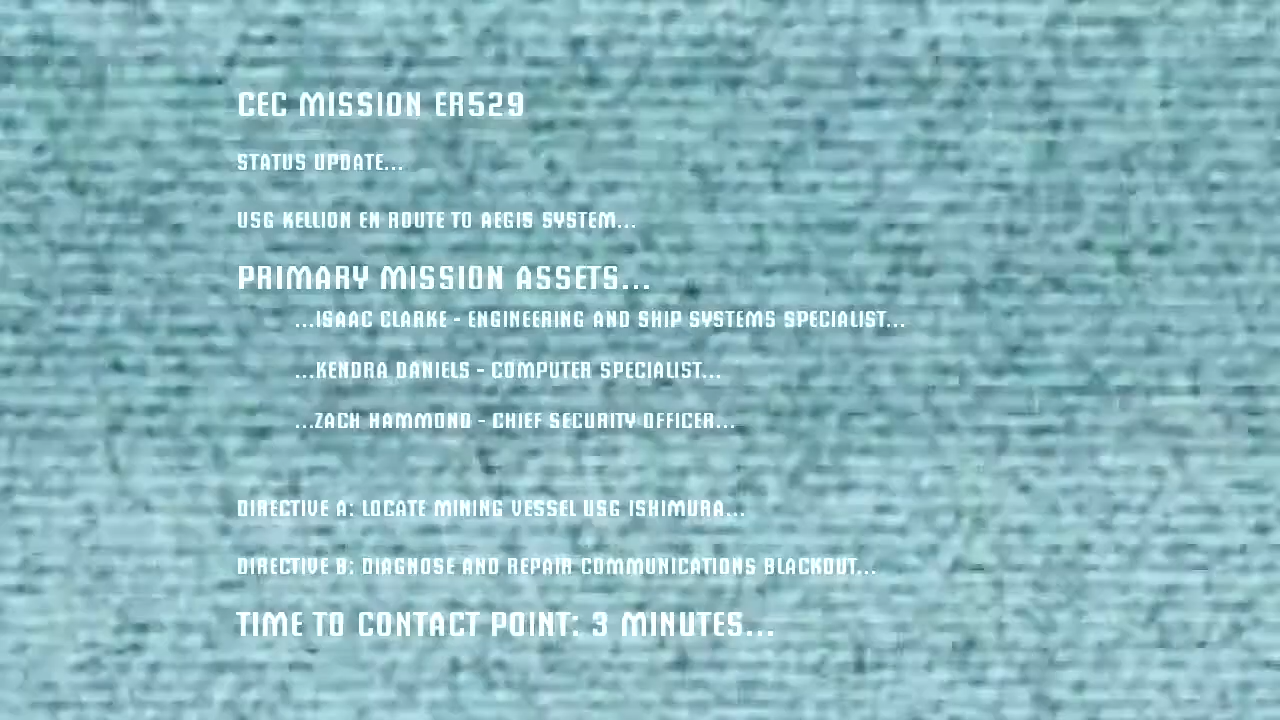 CEC MISSION ER529
STATUS UPDATE...
USG KELLION EN ROUTE TO AEGIS SYSTEM...
PRIMARY MISSION ASSETS...
...ISAAC CLARKE - ENGINEERING AND SHIP SYSTEMS SPECIALIST...
...KENDRA DANIELS - COMPUTER SPECIALIST...
...ZACH HAMMOND - CHIEF SECURITY OFFICER...
DIRECTIVE A: LOCATE MINING VESSEL USG ISHIMURA...
DIRECTIVE B: DIAGNOSE AND REPAIR COMMUNICATIONS BLACKOUT...
TIME TO CONTACT POINT: 3 MINUTES...